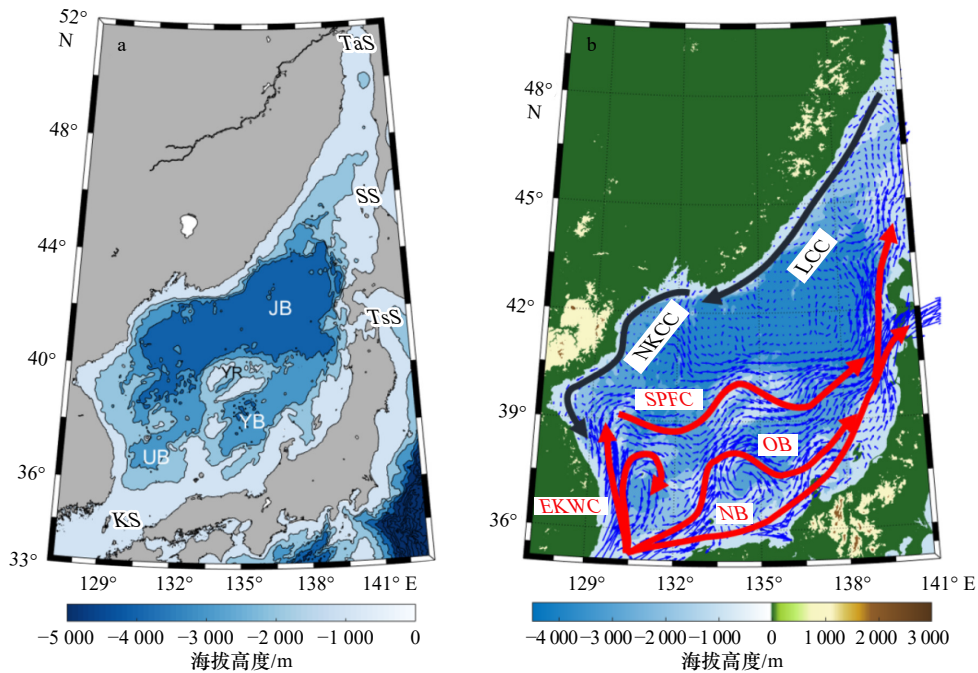 52°
N
48°
44°
40°
36°
33°
a
TaS
SS
JB
TsS
YR
YB
UB
KS
129°
132°
135°
138°
141° E
−5 000
−4 000
−3 000
−2 000
−1 000
0
海拔高度/m
b
48°
N
45°
42°
39°
36°
LCC
NKCC
SPFC
OB
EKWC
NB
129°
132°
135°
138°
141° E
−4 000
−3 000
−2 000
−1 000
0
1 000
2 000
3 000
海拔高度/m